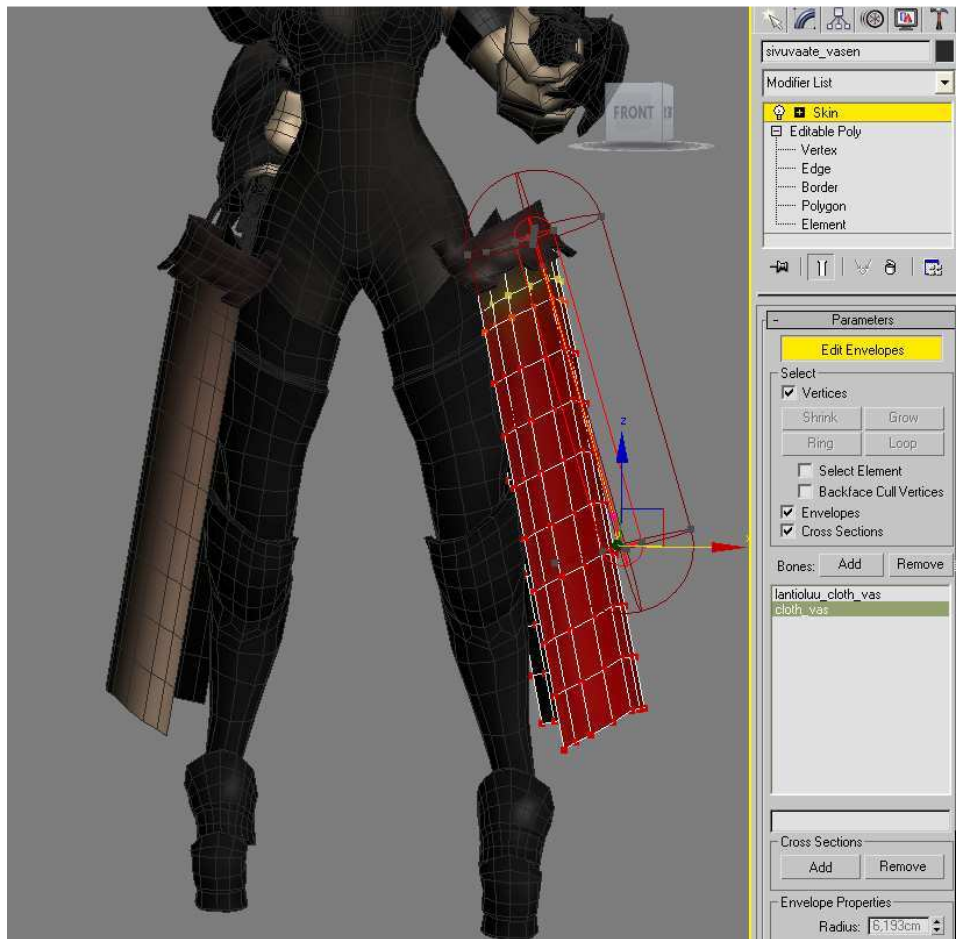 sivuvaate_vasen
Modifier List
Skin
Editable Poly
Vertex
Edge
Border
Polygon
Element
FRONT
z
x
- Parameters
Edit Envelopes
Select
Vertices
Shrink Grow
Ring Loop
Select Element
Backface Cull Vertices
Envelopes
Cross Sections
Bones: Add Remove
lantioluu_cloth_vas
cloth_vas
Cross Sections
Add Remove
Envelope Properties
Radius: 6,193cm